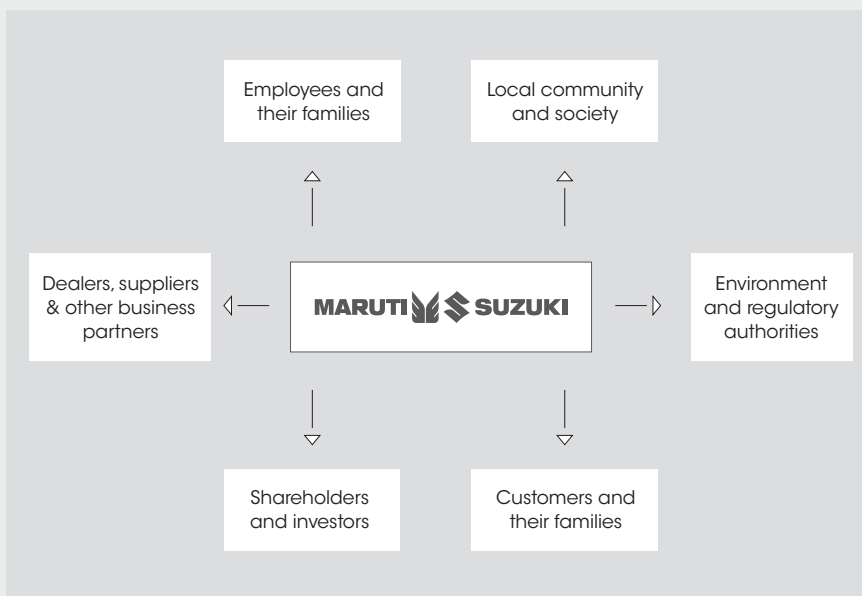 Employees and
their families
Local community
and society
Dealers, suppliers
& other business
partners
MARUTI SUZUKI
Environment
and regulatory
authorities
Shareholders
and investors
Customers and
their families